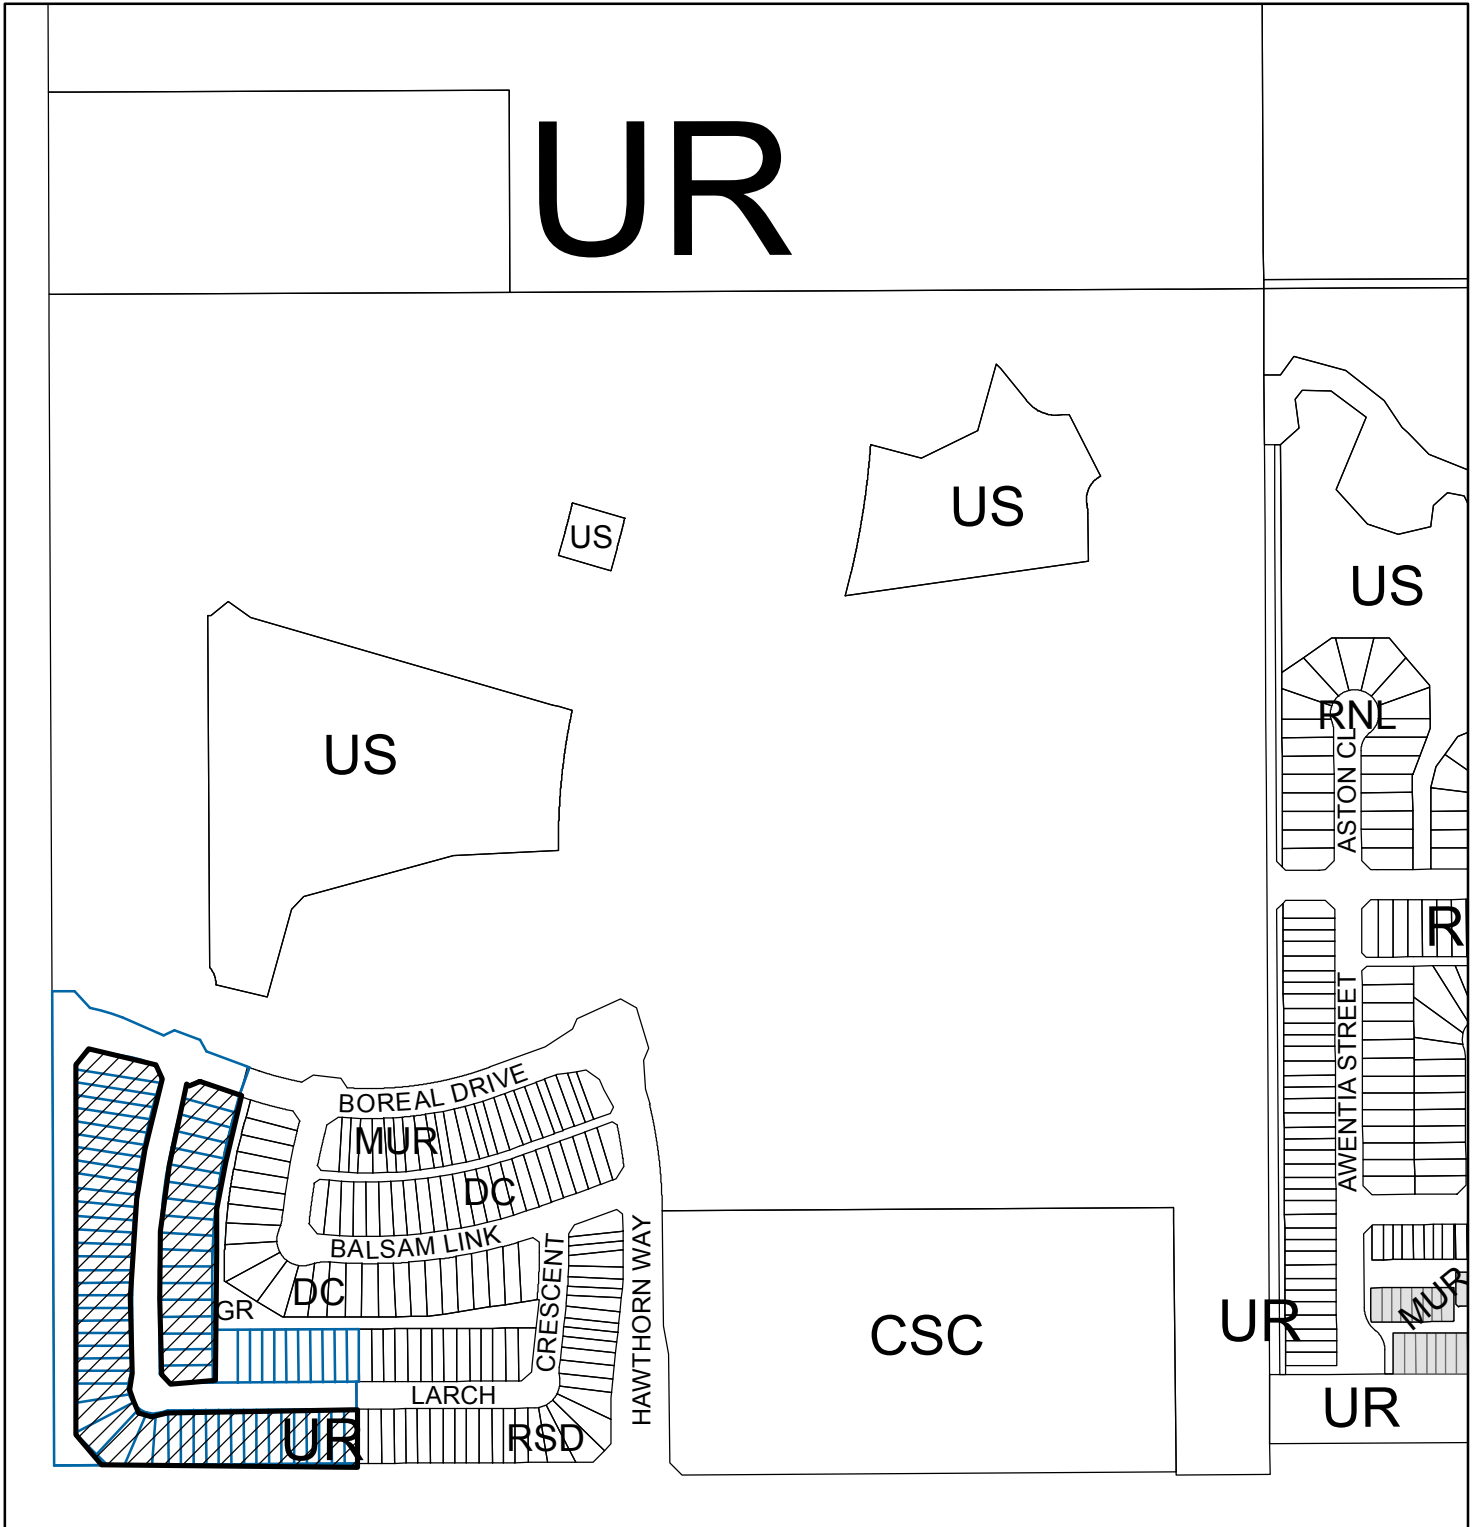 UR
US
US
US
US
RNL
ASTON CL
R
AWENTIA STREET
BOREAL DRIVE
MUR
DC
BALSAM LINK
DC
GR
CRESCENT
HAWTHORN WAY
LARCH
UR
RSD
CSC
UR
MUR
UR